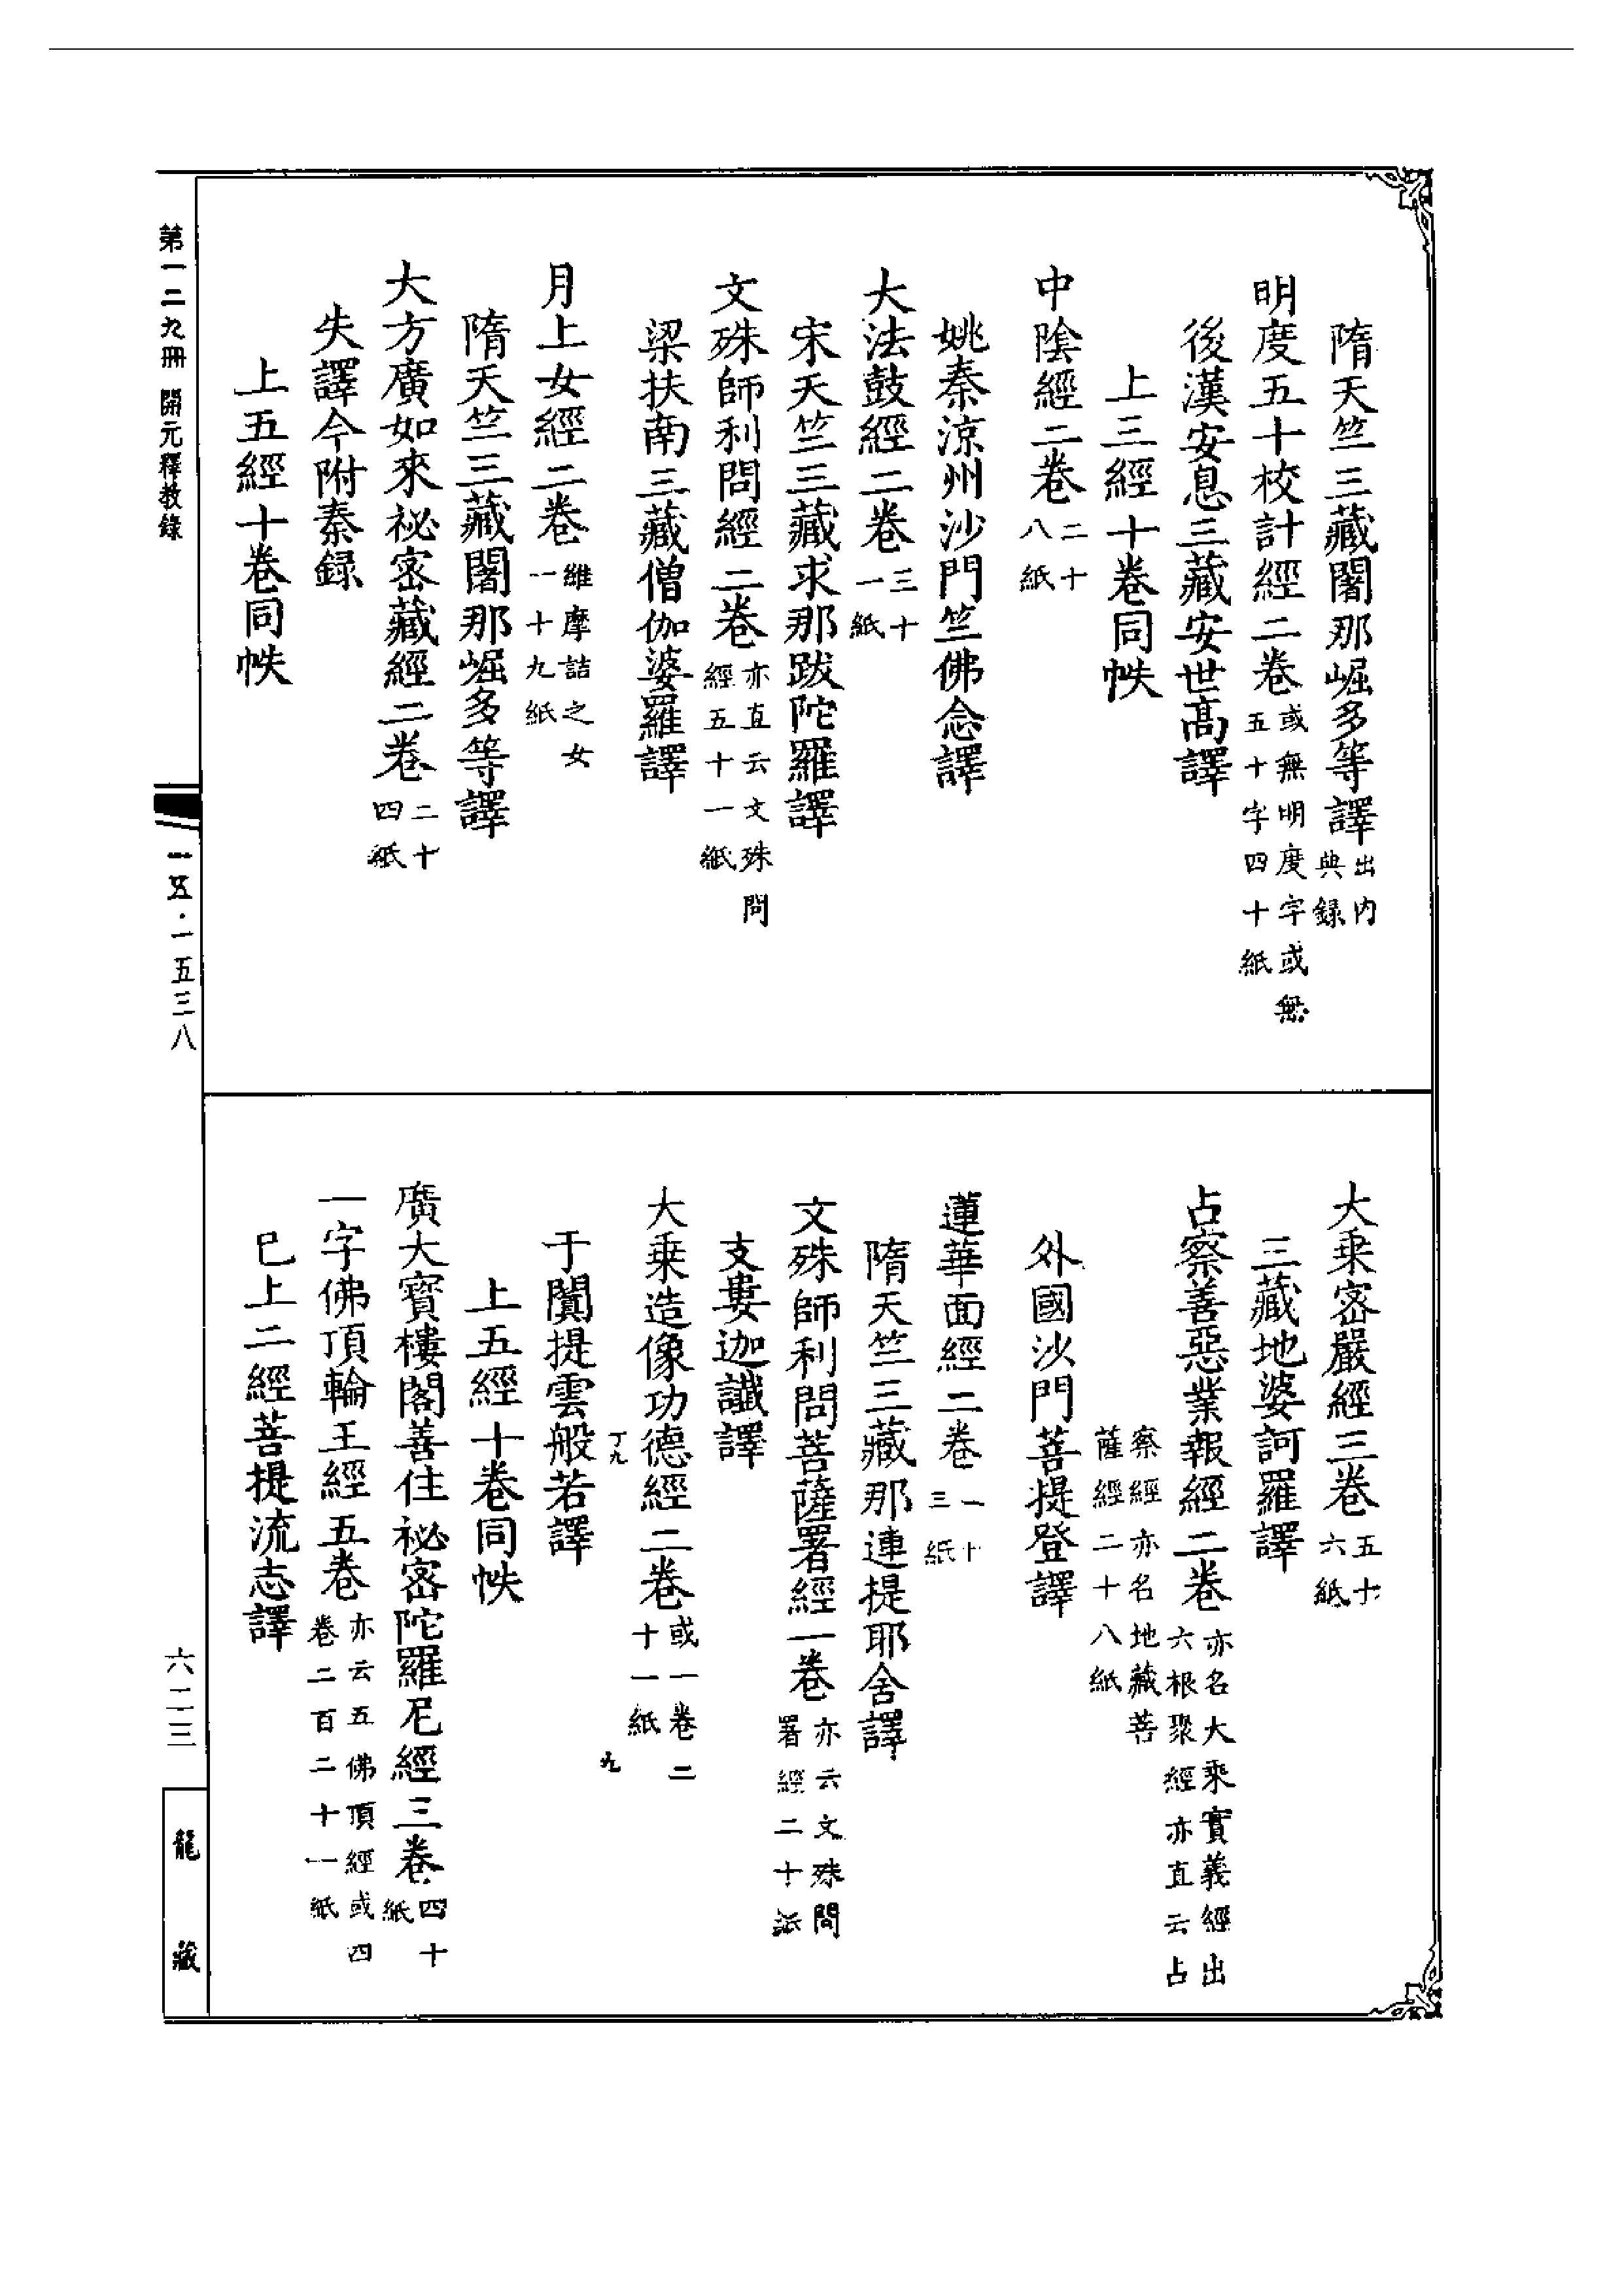 隋天竺三藏闍那崛多等譯出內典録
明度五十校計經二卷或無明度字或無五十字四十紙
後漢安息三藏安世高譯
上三經十卷同帙
中陰經二卷二十八紙
姚秦涼州沙門竺佛念譯
大法鼓經二卷三十一紙
宋天竺三藏求那跋陀羅譯
文殊師利問經二卷亦直云文殊問經五十一紙
梁扶南三藏僧伽婆羅譯
月上女經二卷維摩詰之女一十九紙
隋天竺三藏闍那崛多等譯
大方廣如來祕密藏經二卷二十四紙
失譯今附秦録
上五經十卷同帙
大乗密嚴經三卷五十六紙
三藏地婆訶羅譯
占察善惡業報經二卷亦名大乘實義經出六根聚經亦直云占
察經亦名地藏菩薩經二十八紙
外國沙門菩提登譯
蓮華面經二卷一十三紙
隋天竺三藏那連提耶舍譯
文殊師利問菩薩署經一卷亦云文殊問署經二十紙
支婁迦讖譯
大乗造像功德經二卷或一卷二十一紙
丁九
九
于闐提雲般若譯
上五經十卷同帙
廣大寳樓閣善住祕密陀羅尼經三卷四十紙
一字佛頂輪王經五卷亦云五佛頂經或四卷二百二十一紙
已上二經菩提流志譯
第一二九冊 開元釋教錄
一五·一五三八
六二三
龍藏